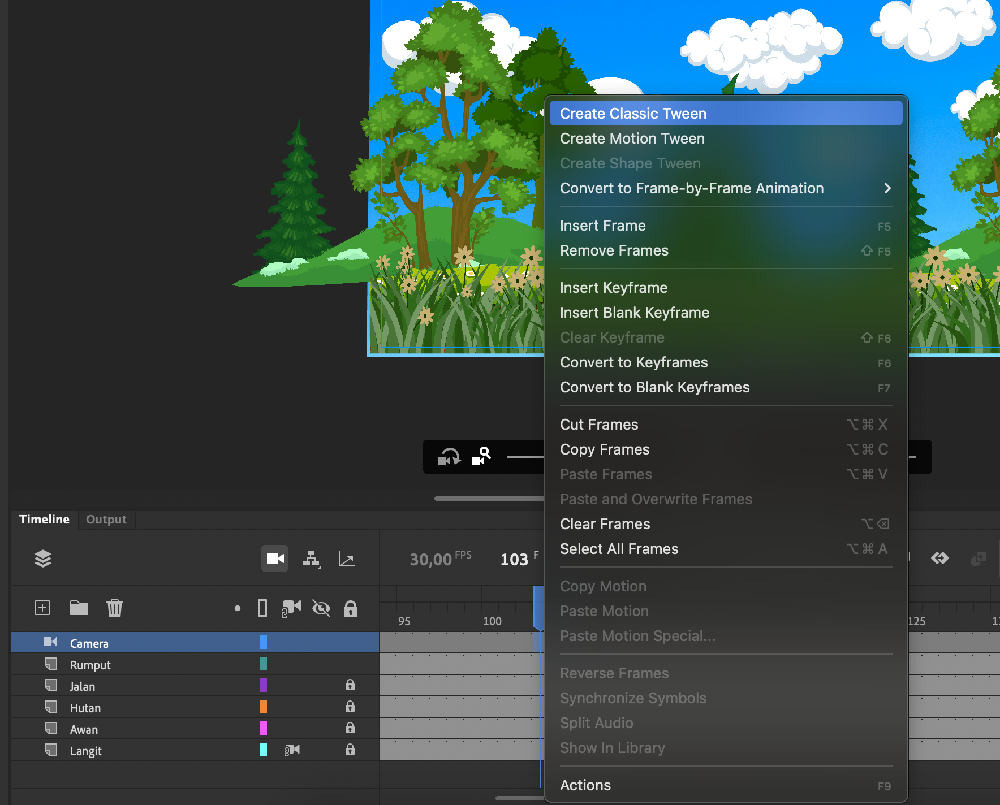 Create Classic Tween
Create Motion Tween
Create Shape Tween
Convert to Frame-by-Frame Animation
Insert Frame F5
Remove Frames ⇧ F5
Insert Keyframe
Insert Blank Keyframe
Clear Keyframe ⇧ F6
Convert to Keyframes F6
Convert to Blank Keyframes F7
Cut Frames ⌥⌘ X
Copy Frames ⌥⌘ C
Paste Frames ⌥⌘ V
Paste and Overwrite Frames
Clear Frames ⌥⌫
Select All Frames ⌥⌘ A
Copy Motion
Paste Motion
Paste Motion Special...
Reverse Frames
Synchronize Symbols
Split Audio
Show In Library
Actions F9
Timeline Output
30,00 FPS 103 F
95 100 125
Camera
Rumput
Jalan
Hutan
Awan
Langit